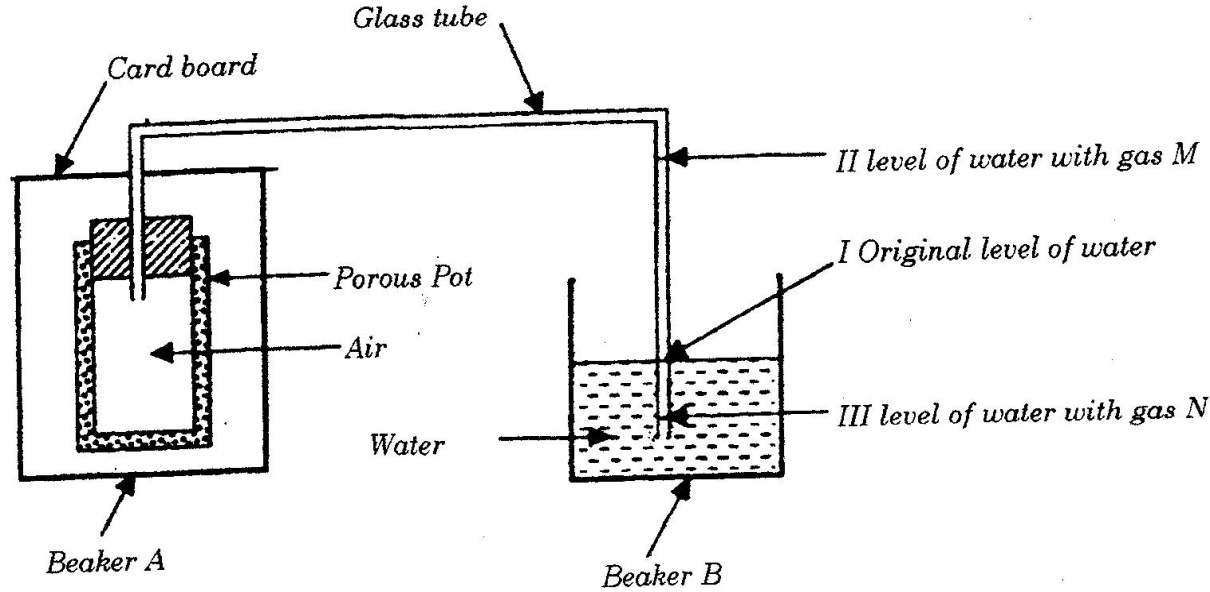 Glass tube
Card board
II level of water with gas M
I Original level of water
Porous Pot
Air
III level of water with gas N
Water
Beaker A
Beaker B